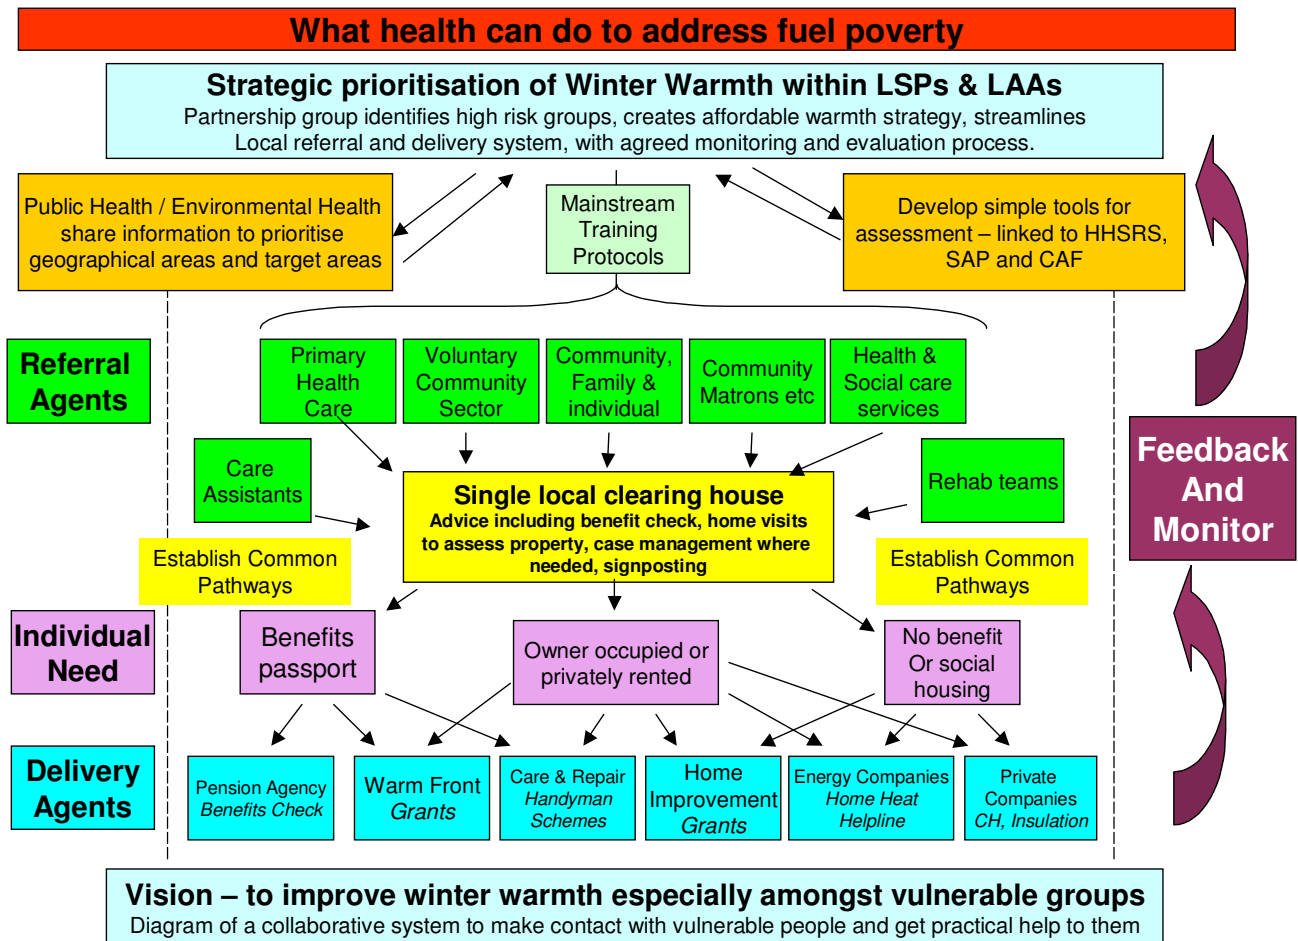 What health can do to address fuel poverty
Strategic prioritisation of Winter Warmth within LSPs & LAAs
Partnership group identifies high risk groups, creates affordable warmth strategy, streamlines
Local referral and delivery system, with agreed monitoring and evaluation process.
Public Health / Environmental Health
share information to prioritise
geographical areas and target areas
Mainstream
Training
Protocols
Develop simple tools for
assessment – linked to HHSRS,
SAP and CAF
Referral
Agents
Primary
Health
Care
Voluntary
Community
Sector
Community,
Family &
individual
Community
Matrons etc
Health &
Social care
services
Care
Assistants
Single local clearing house
Advice including benefit check, home visits
to assess property, case management where
needed, signposting
Rehab teams
Feedback
And
Monitor
Establish Common
Pathways
Establish Common
Pathways
Individual
Need
Benefits
passport
Owner occupied or
privately rented
No benefit
Or social
housing
Delivery
Agents
Pension Agency
Benefits Check
Warm Front
Grants
Care & Repair
Handyman
Schemes
Home
Improvement
Grants
Energy Companies
Home Heat
Helpline
Private
Companies
CH, Insulation
Vision – to improve winter warmth especially amongst vulnerable groups
Diagram of a collaborative system to make contact with vulnerable people and get practical help to them